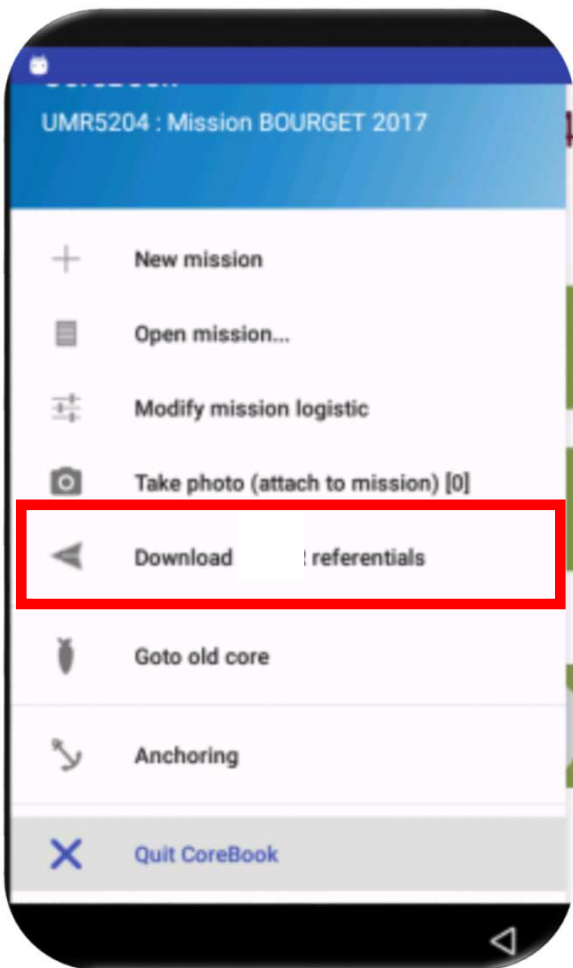 UMR5204 : Mission BOURGET 2017
New mission
Open mission...
Modify mission logistic
Take photo (attach to mission) [0]
Download referentials
Goto old core
Anchoring
Quit CoreBook